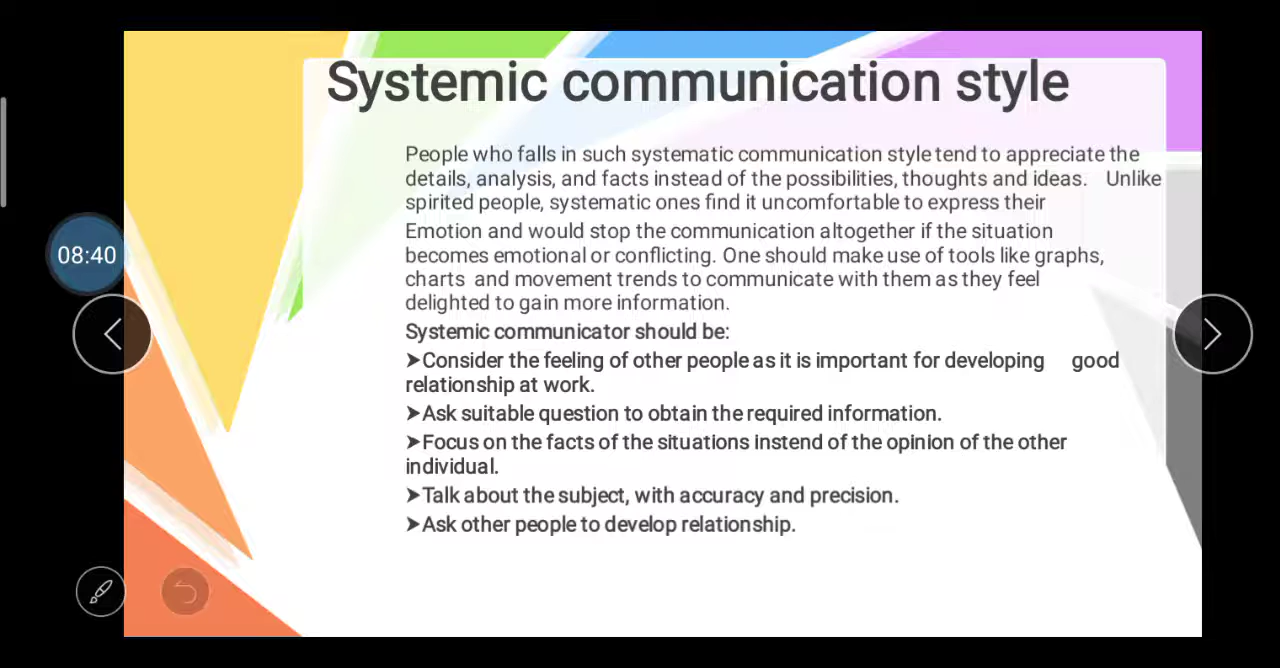 Systemic communication style
People who falls in such systematic communication style tend to appreciate the
details, analysis, and facts instead of the possibilities, thoughts and ideas. Unlike
spirited people, systematic ones find it uncomfortable to express their
Emotion and would stop the communication altogether if the situation
becomes emotional or conflicting. One should make use of tools like graphs,
charts and movement trends to communicate with them as they feel
delighted to gain more information.
Systemic communicator should be:
➤Consider the feeling of other people as it is important for developing good
relationship at work.
➤Ask suitable question to obtain the required information.
➤Focus on the facts of the situations instend of the opinion of the other
individual.
➤Talk about the subject, with accuracy and precision.
➤Ask other people to develop relationship.
08:40